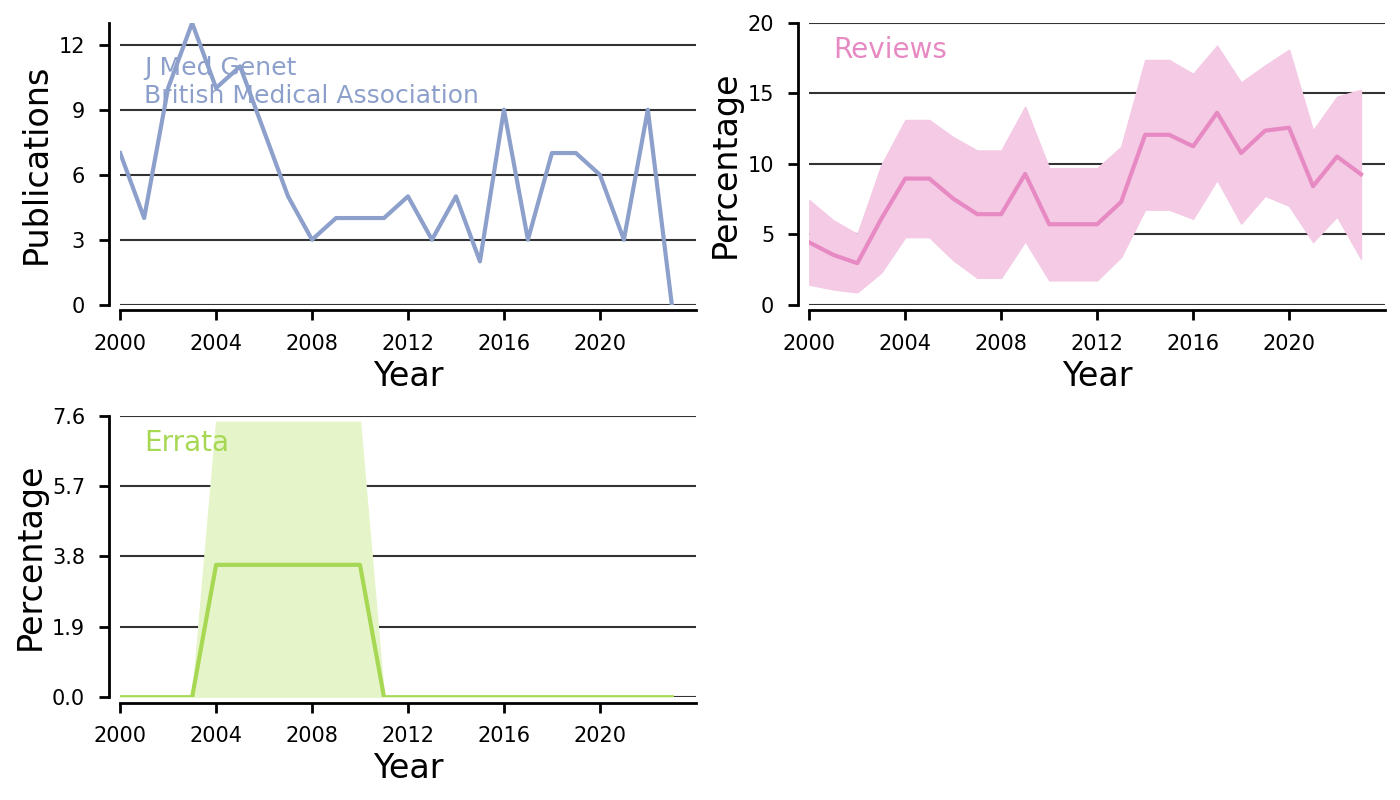 12
9
6
3
0
Publications
J Med Genet
British Medical Association
2000 2004 2008 2012 2016 2020
Year
20
15
10
5
0
Percentage
Reviews
2000 2004 2008 2012 2016 2020
Year
7.6
5.7
3.8
1.9
0.0
Percentage
Errata
2000 2004 2008 2012 2016 2020
Year